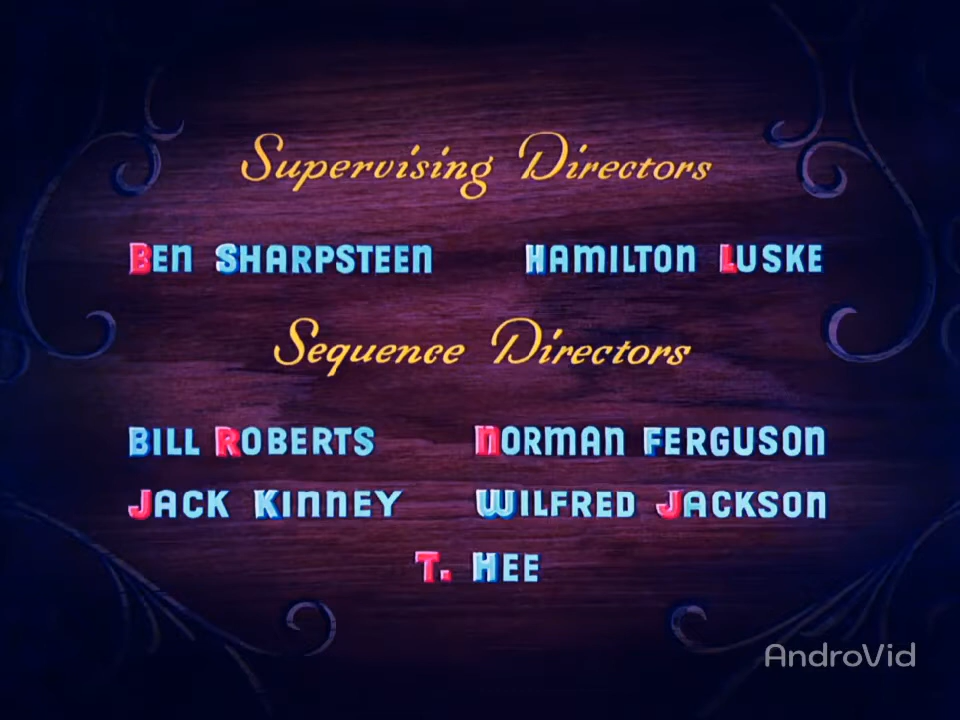 Supervising Directors
BEN SHARPSTEEN HAMILTON LUSKE
Sequence Directors
BILL ROBERTS NORMAN FERGUSON
JACK KINNEY WILFRED JACKSON
T. HEE
AndroVid